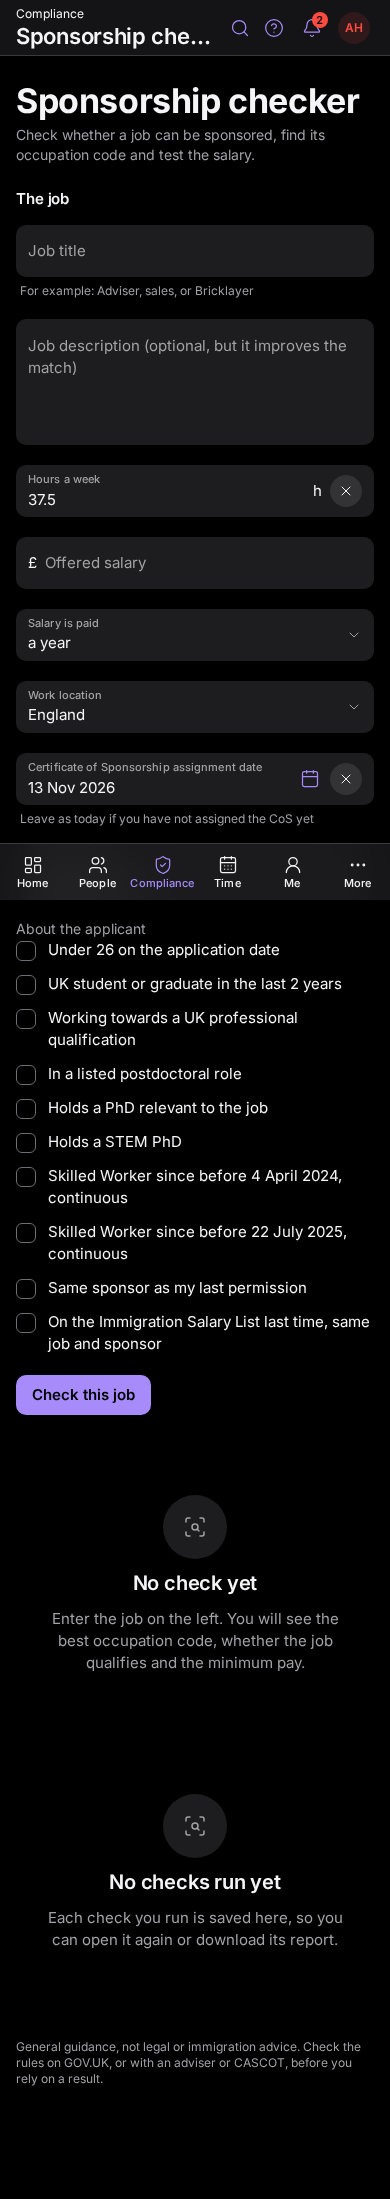 Compliance
Sponsorship che...
2
AH
Sponsorship checker
Check whether a job can be sponsored, find its
occupation code and test the salary.
The job
Job title
For example: Adviser, sales, or Bricklayer
Job description (optional, but it improves the
match)
Hours a week
37.5
h
£ Offered salary
Salary is paid
a year
Work location
England
Certificate of Sponsorship assignment date
13 Nov 2026
Leave as today if you have not assigned the CoS yet
Home
People
Compliance
Time
Me
More
About the applicant
Under 26 on the application date
UK student or graduate in the last 2 years
Working towards a UK professional
qualification
In a listed postdoctoral role
Holds a PhD relevant to the job
Holds a STEM PhD
Skilled Worker since before 4 April 2024,
continuous
Skilled Worker since before 22 July 2025,
continuous
Same sponsor as my last permission
On the Immigration Salary List last time, same
job and sponsor
Check this job
No check yet
Enter the job on the left. You will see the
best occupation code, whether the job
qualifies and the minimum pay.
No checks run yet
Each check you run is saved here, so you
can open it again or download its report.
General guidance, not legal or immigration advice. Check the
rules on GOV.UK, or with an adviser or CASCOT, before you
rely on a result.